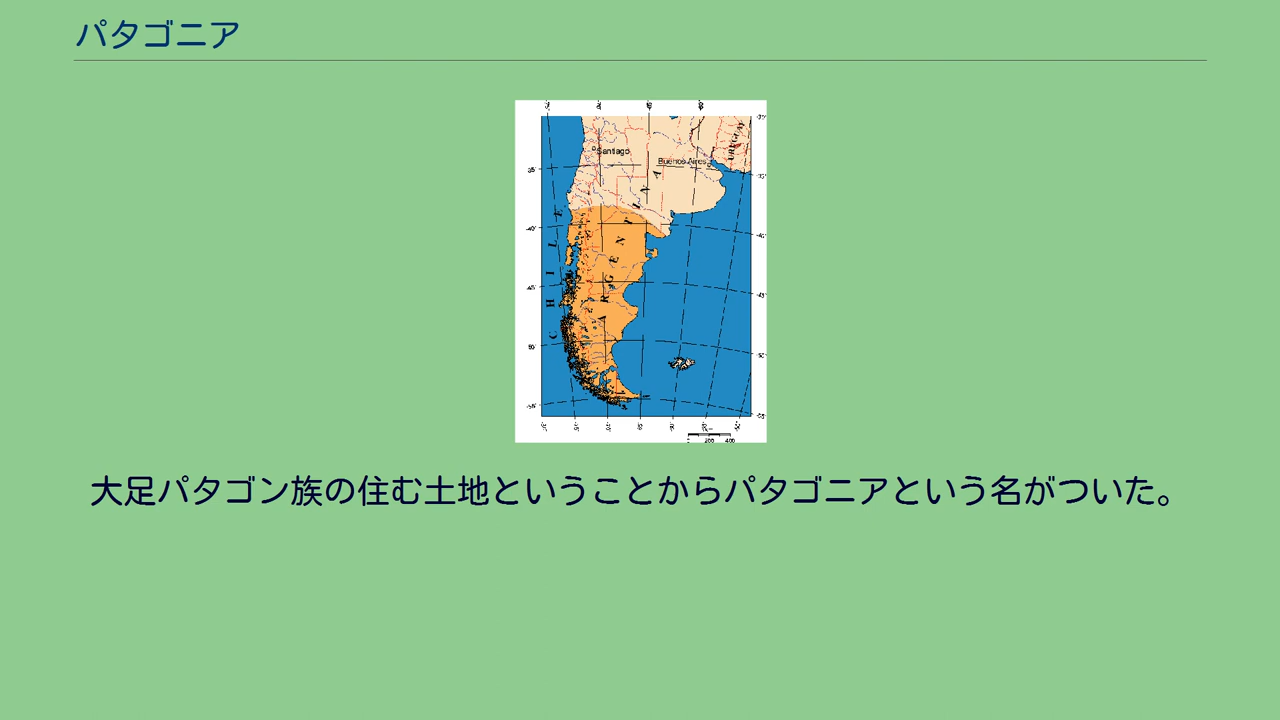 パタゴニア
Santiago
Buenos Aires
URUGUAY
CHILE
ARGENTINA
大足パタゴン族の住む土地ということからパタゴニアという名がついた。